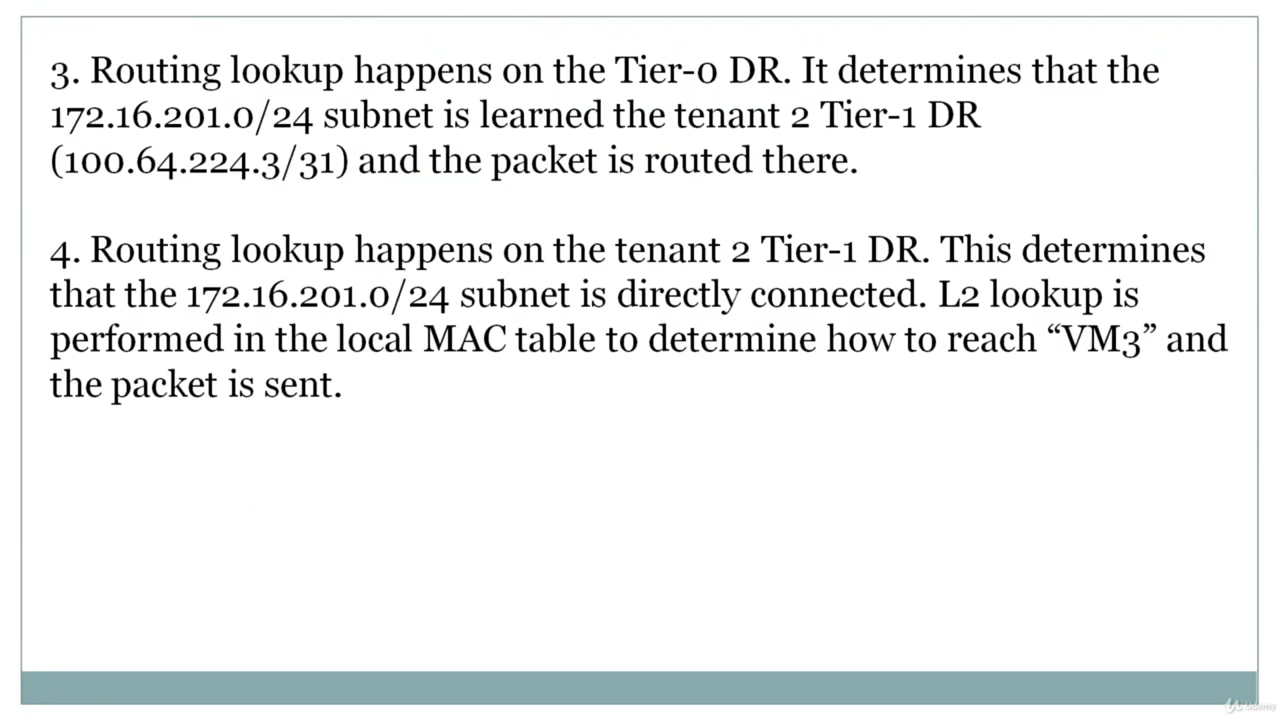 3. Routing lookup happens on the Tier-0 DR. It determines that the
172.16.201.0/24 subnet is learned the tenant 2 Tier-1 DR
(100.64.224.3/31) and the packet is routed there.
4. Routing lookup happens on the tenant 2 Tier-1 DR. This determines
that the 172.16.201.0/24 subnet is directly connected. L2 lookup is
performed in the local MAC table to determine how to reach “VM3” and
the packet is sent.
Udemy